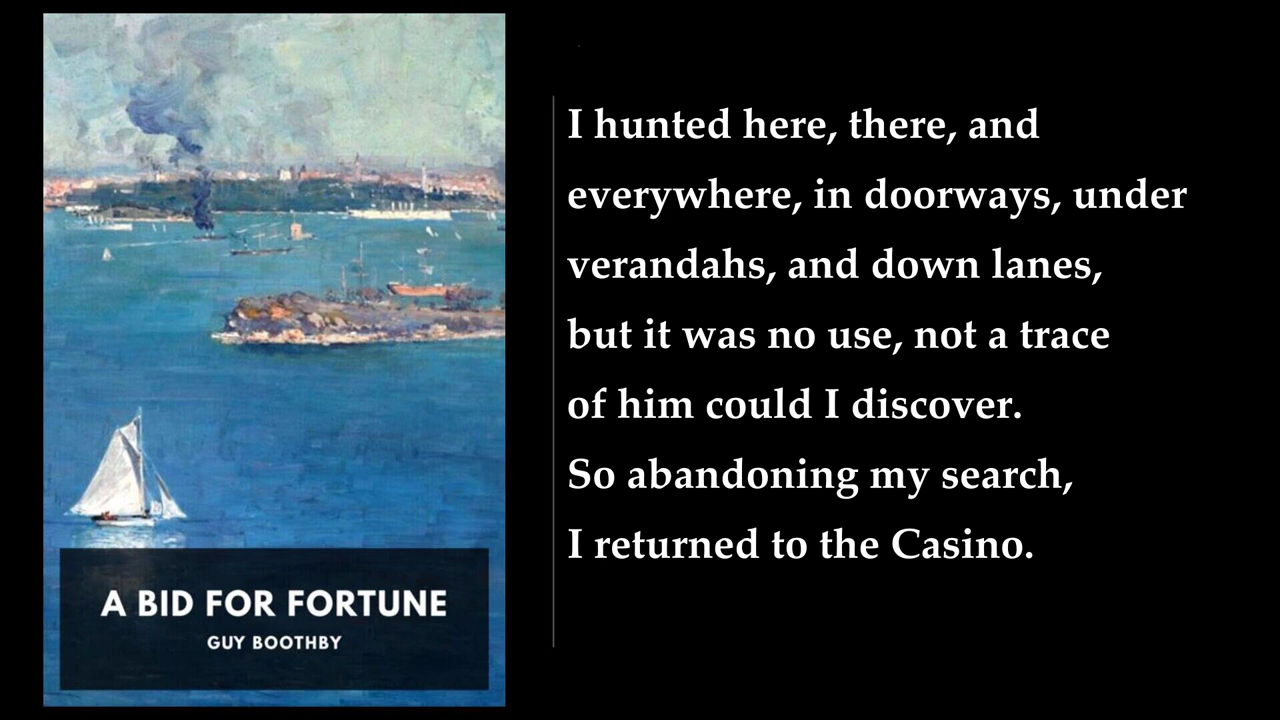 I hunted here, there, and
everywhere, in doorways, under
verandahs, and down lanes,
but it was no use, not a trace
of him could I discover.
So abandoning my search,
I returned to the Casino.
A BID FOR FORTUNE
GUY BOOTHBY